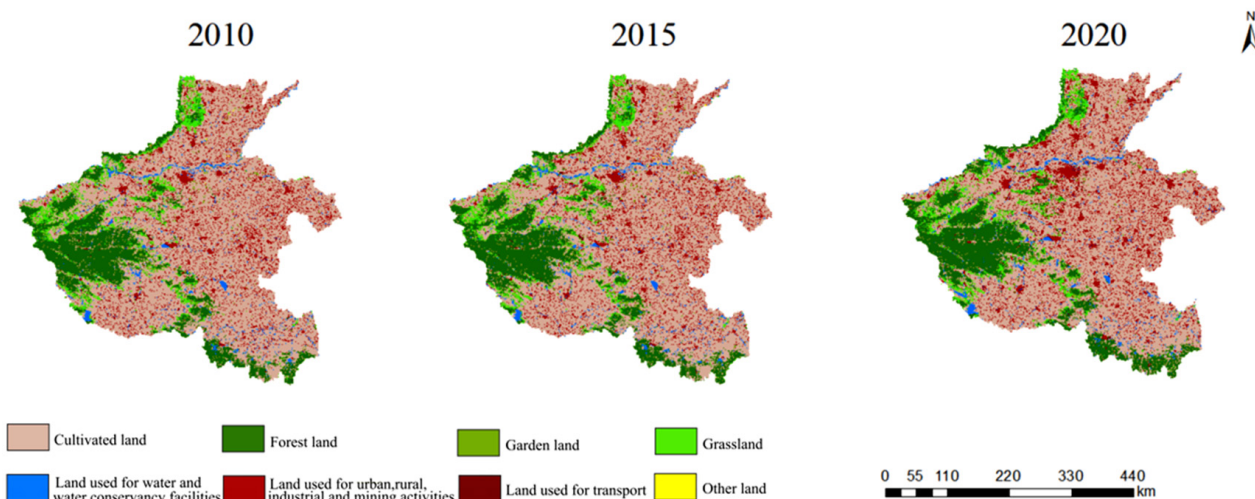 2010
2015
2020
N
Cultivated land
Forest land
Garden land
Grassland
Land used for water and
water conservancy facilities
Land used for urban,rural,
industrial and mining activities
Land used for transport
Other land
0 55 110 220 330 440
km